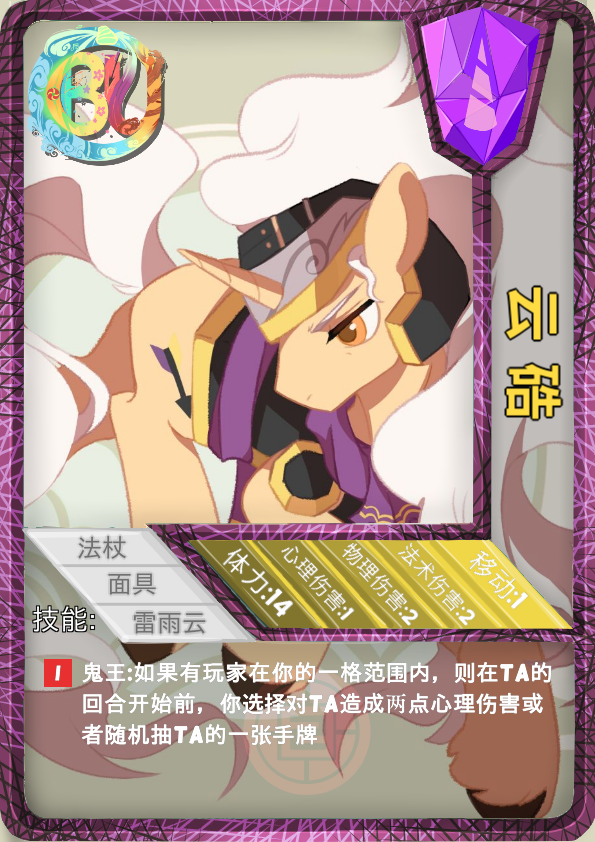 云碏
法杖
面具
技能:
雷雨云
体力:14
心理伤害:1
物理伤害:2
法术伤害:2
移动:1
1 鬼王:如果有玩家在你的一格范围内，则在TA的
回合开始前，你选择对TA造成两点心理伤害或
者随机抽TA的一张手牌